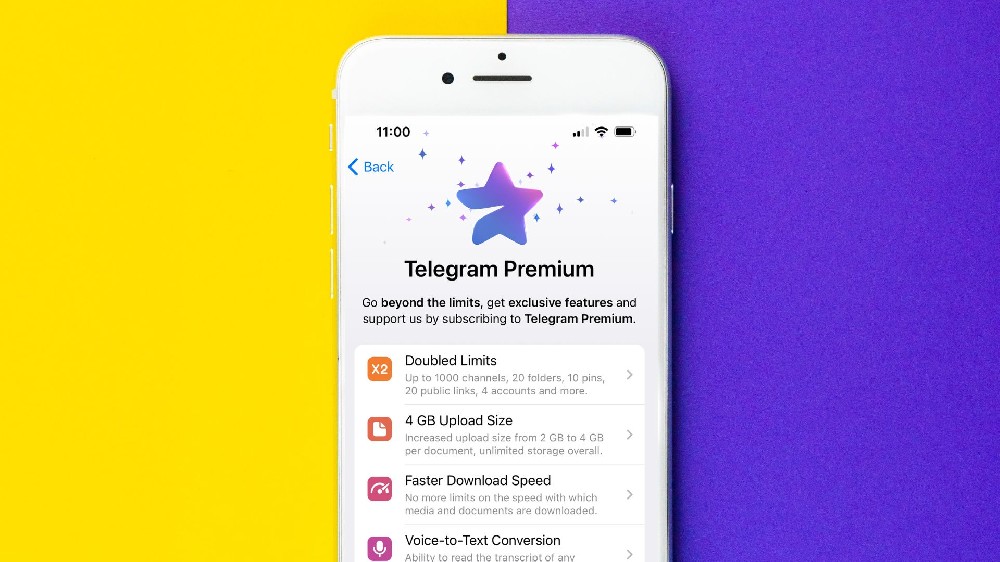 11:00
Back
Telegram Premium
Go beyond the limits, get exclusive features and
support us by subscribing to Telegram Premium.
X2
Doubled Limits
Up to 1000 channels, 20 folders, 10 pins,
20 public links, 4 accounts and more.
4 GB Upload Size
Increased upload size from 2 GB to 4 GB
per document, unlimited storage overall.
Faster Download Speed
No more limits on the speed with which
media and documents are downloaded.
Voice-to-Text Conversion
Ability to read the transcript of any